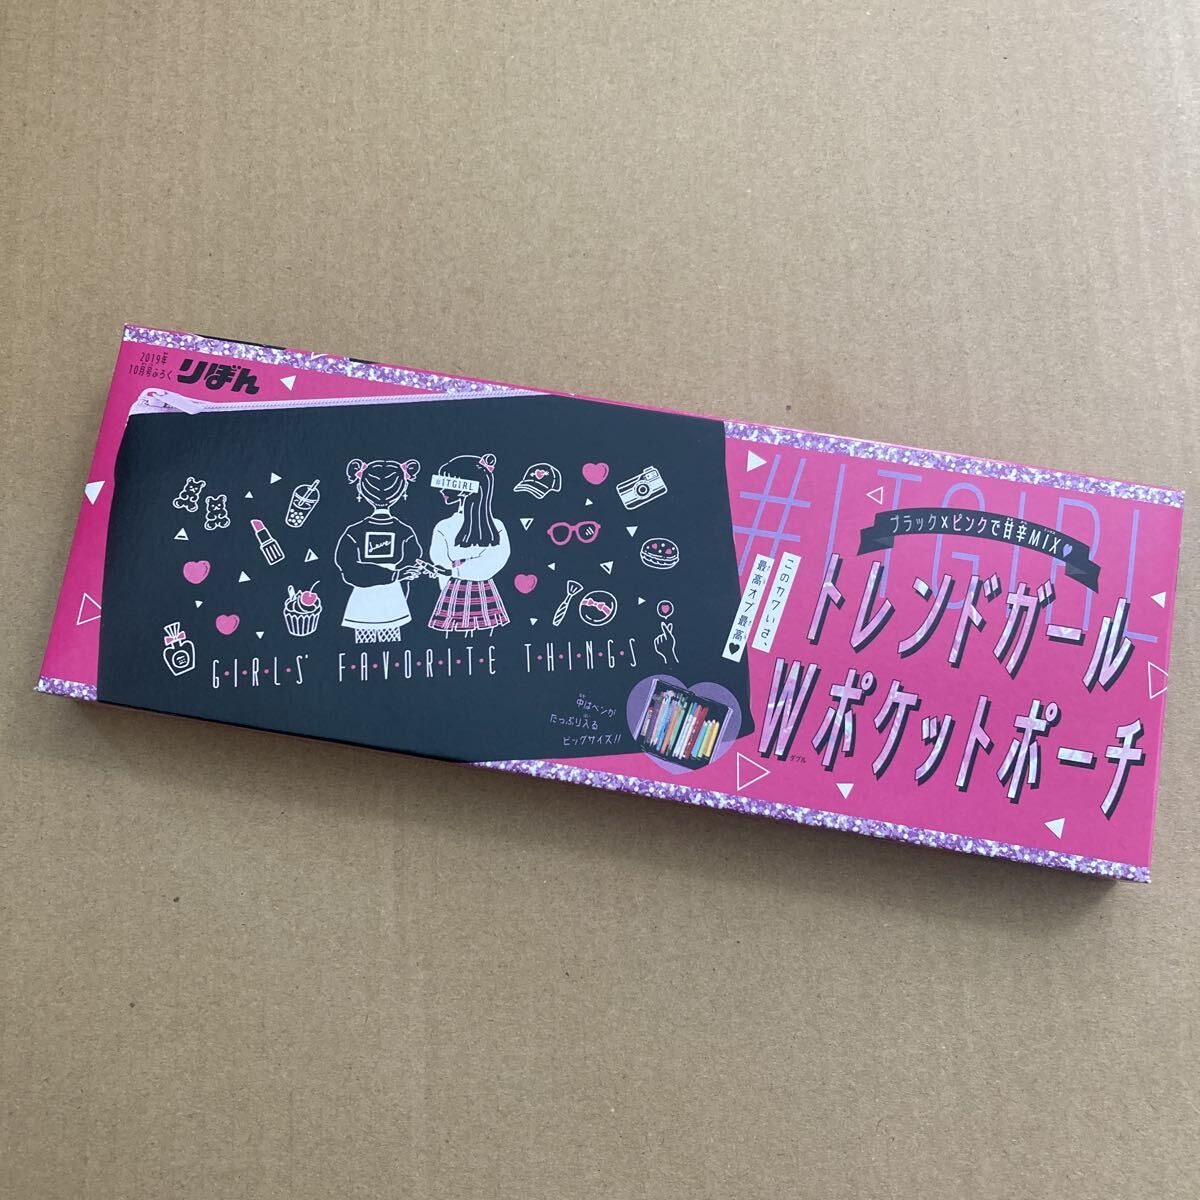 2019年
10月号ふろく
りぼん
#ITGIRL
Love
GIRLS' FAVORITE THINGS
中はペンが
たっぷり入る
ビッグサイズ!!
#ITGIRL
ブラック×ピンクで甘辛MIX♥
このカワいさ、
最高オブ最高♥
トレンドガール
Wポケットポーチ
ダブル